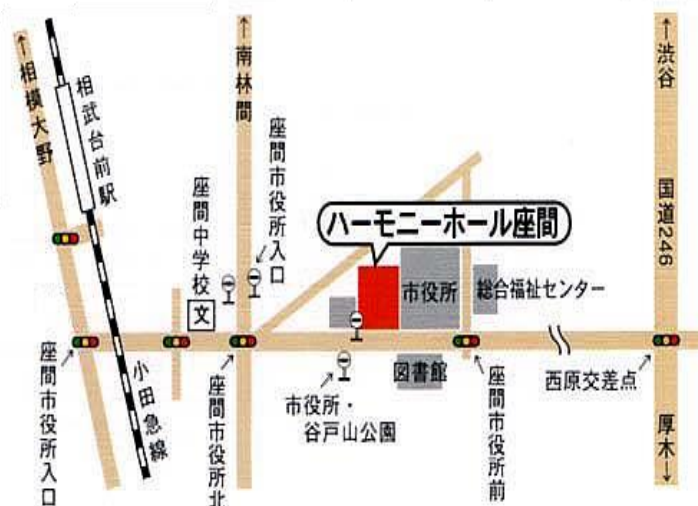 ←相模大野
相武台前駅
←南林間
座間市役所入口
←渋谷
国道246
座間中学校
文
ハーモニーホール座間
市役所
総合福祉センター
座間市役所入口
小田急線
座間市役所北
市役所・
谷戸山公園
図書館
座間市役所前
西原交差点
厚木→